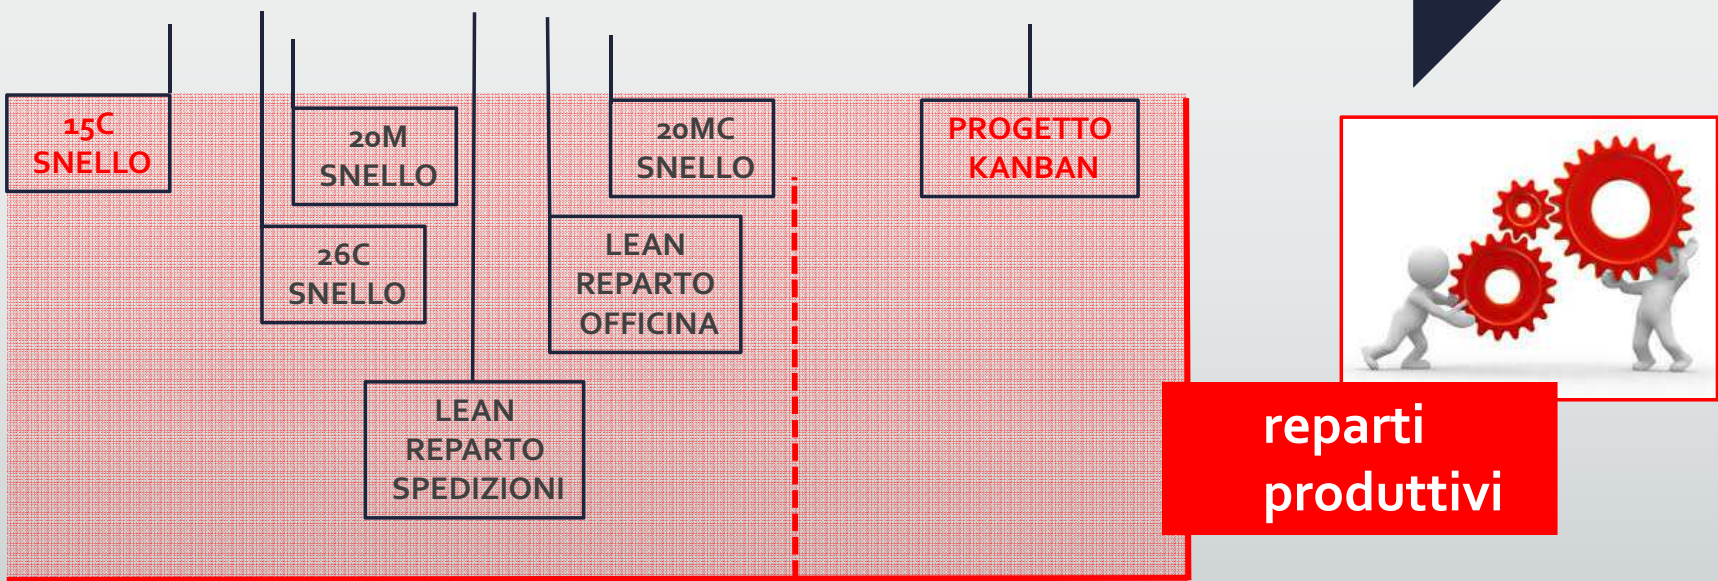 15C
SNELLO
20M
SNELLO
20MC
SNELLO
PROGETTO
KANBAN
26C
SNELLO
LEAN
REPARTO
OFFICINA
LEAN
REPARTO
SPEDIZIONI
reparti
produttivi